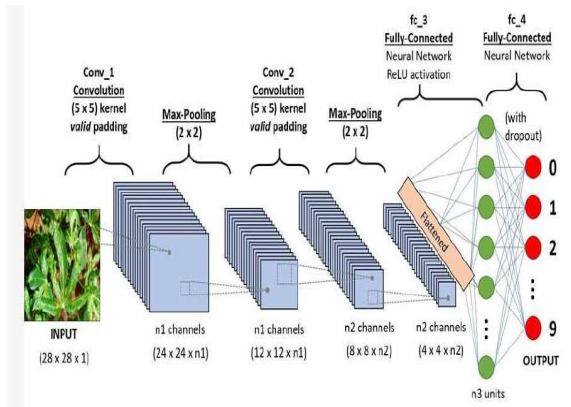 fc_3
Fully-Connected
Neural Network
ReLU activation
fc_4
Fully-Connected
Neural Network
Conv_1
Convolution
(5 x 5) kernel
valid padding
Max-Pooling
(2 x 2)
Conv_2
Convolution
(5 x 5) kernel
valid padding
Max-Pooling
(2 x 2)
(with
dropout)
0
1
2
9
Flattened
INPUT
(28 x 28 x 1)
n1 channels
(24 x 24 x n1)
n1 channels
(12 x 12 x n1)
n2 channels
(8 x 8 x n2)
n2 channels
(4 x 4 x n2)
OUTPUT
n3 units